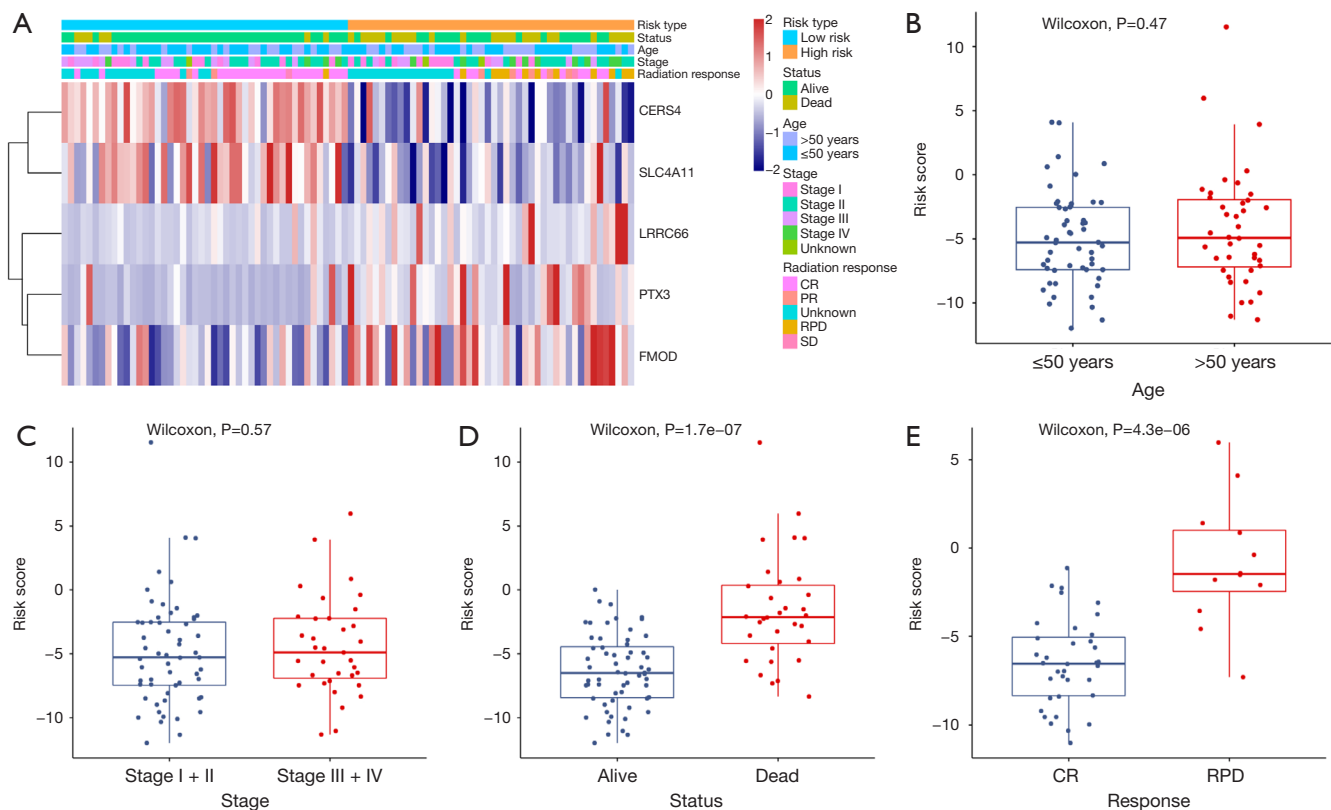 A
Risk type
Status
Age
Stage
Radiation response
CERS4
SLC4A11
LRRC66
PTX3
FMOD
2
1
0
−1
−2
Risk type
Low risk
High risk
Status
Alive
Dead
Age
>50 years
≤50 years
Stage
Stage I
Stage II
Stage III
Stage IV
Unknown
Radiation response
CR
PR
Unknown
RPD
SD
B
Wilcoxon, P=0.47
Risk score
10
5
0
−5
−10
≤50 years >50 years
Age
C
Wilcoxon, P=0.57
Risk score
10
5
0
−5
−10
Stage I + II Stage III + IV
Stage
D
Wilcoxon, P=1.7e−07
Risk score
10
5
0
−5
−10
Alive Dead
Status
E
Wilcoxon, P=4.3e−06
Risk score
5
0
−5
−10
CR RPD
Response